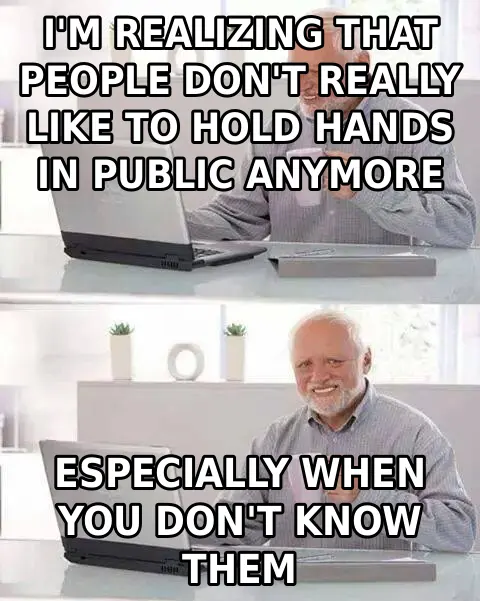 I'M REALIZING THAT
PEOPLE DON'T REALLY
LIKE TO HOLD HANDS
IN PUBLIC ANYMORE
ESPECIALLY WHEN
YOU DON'T KNOW
THEM